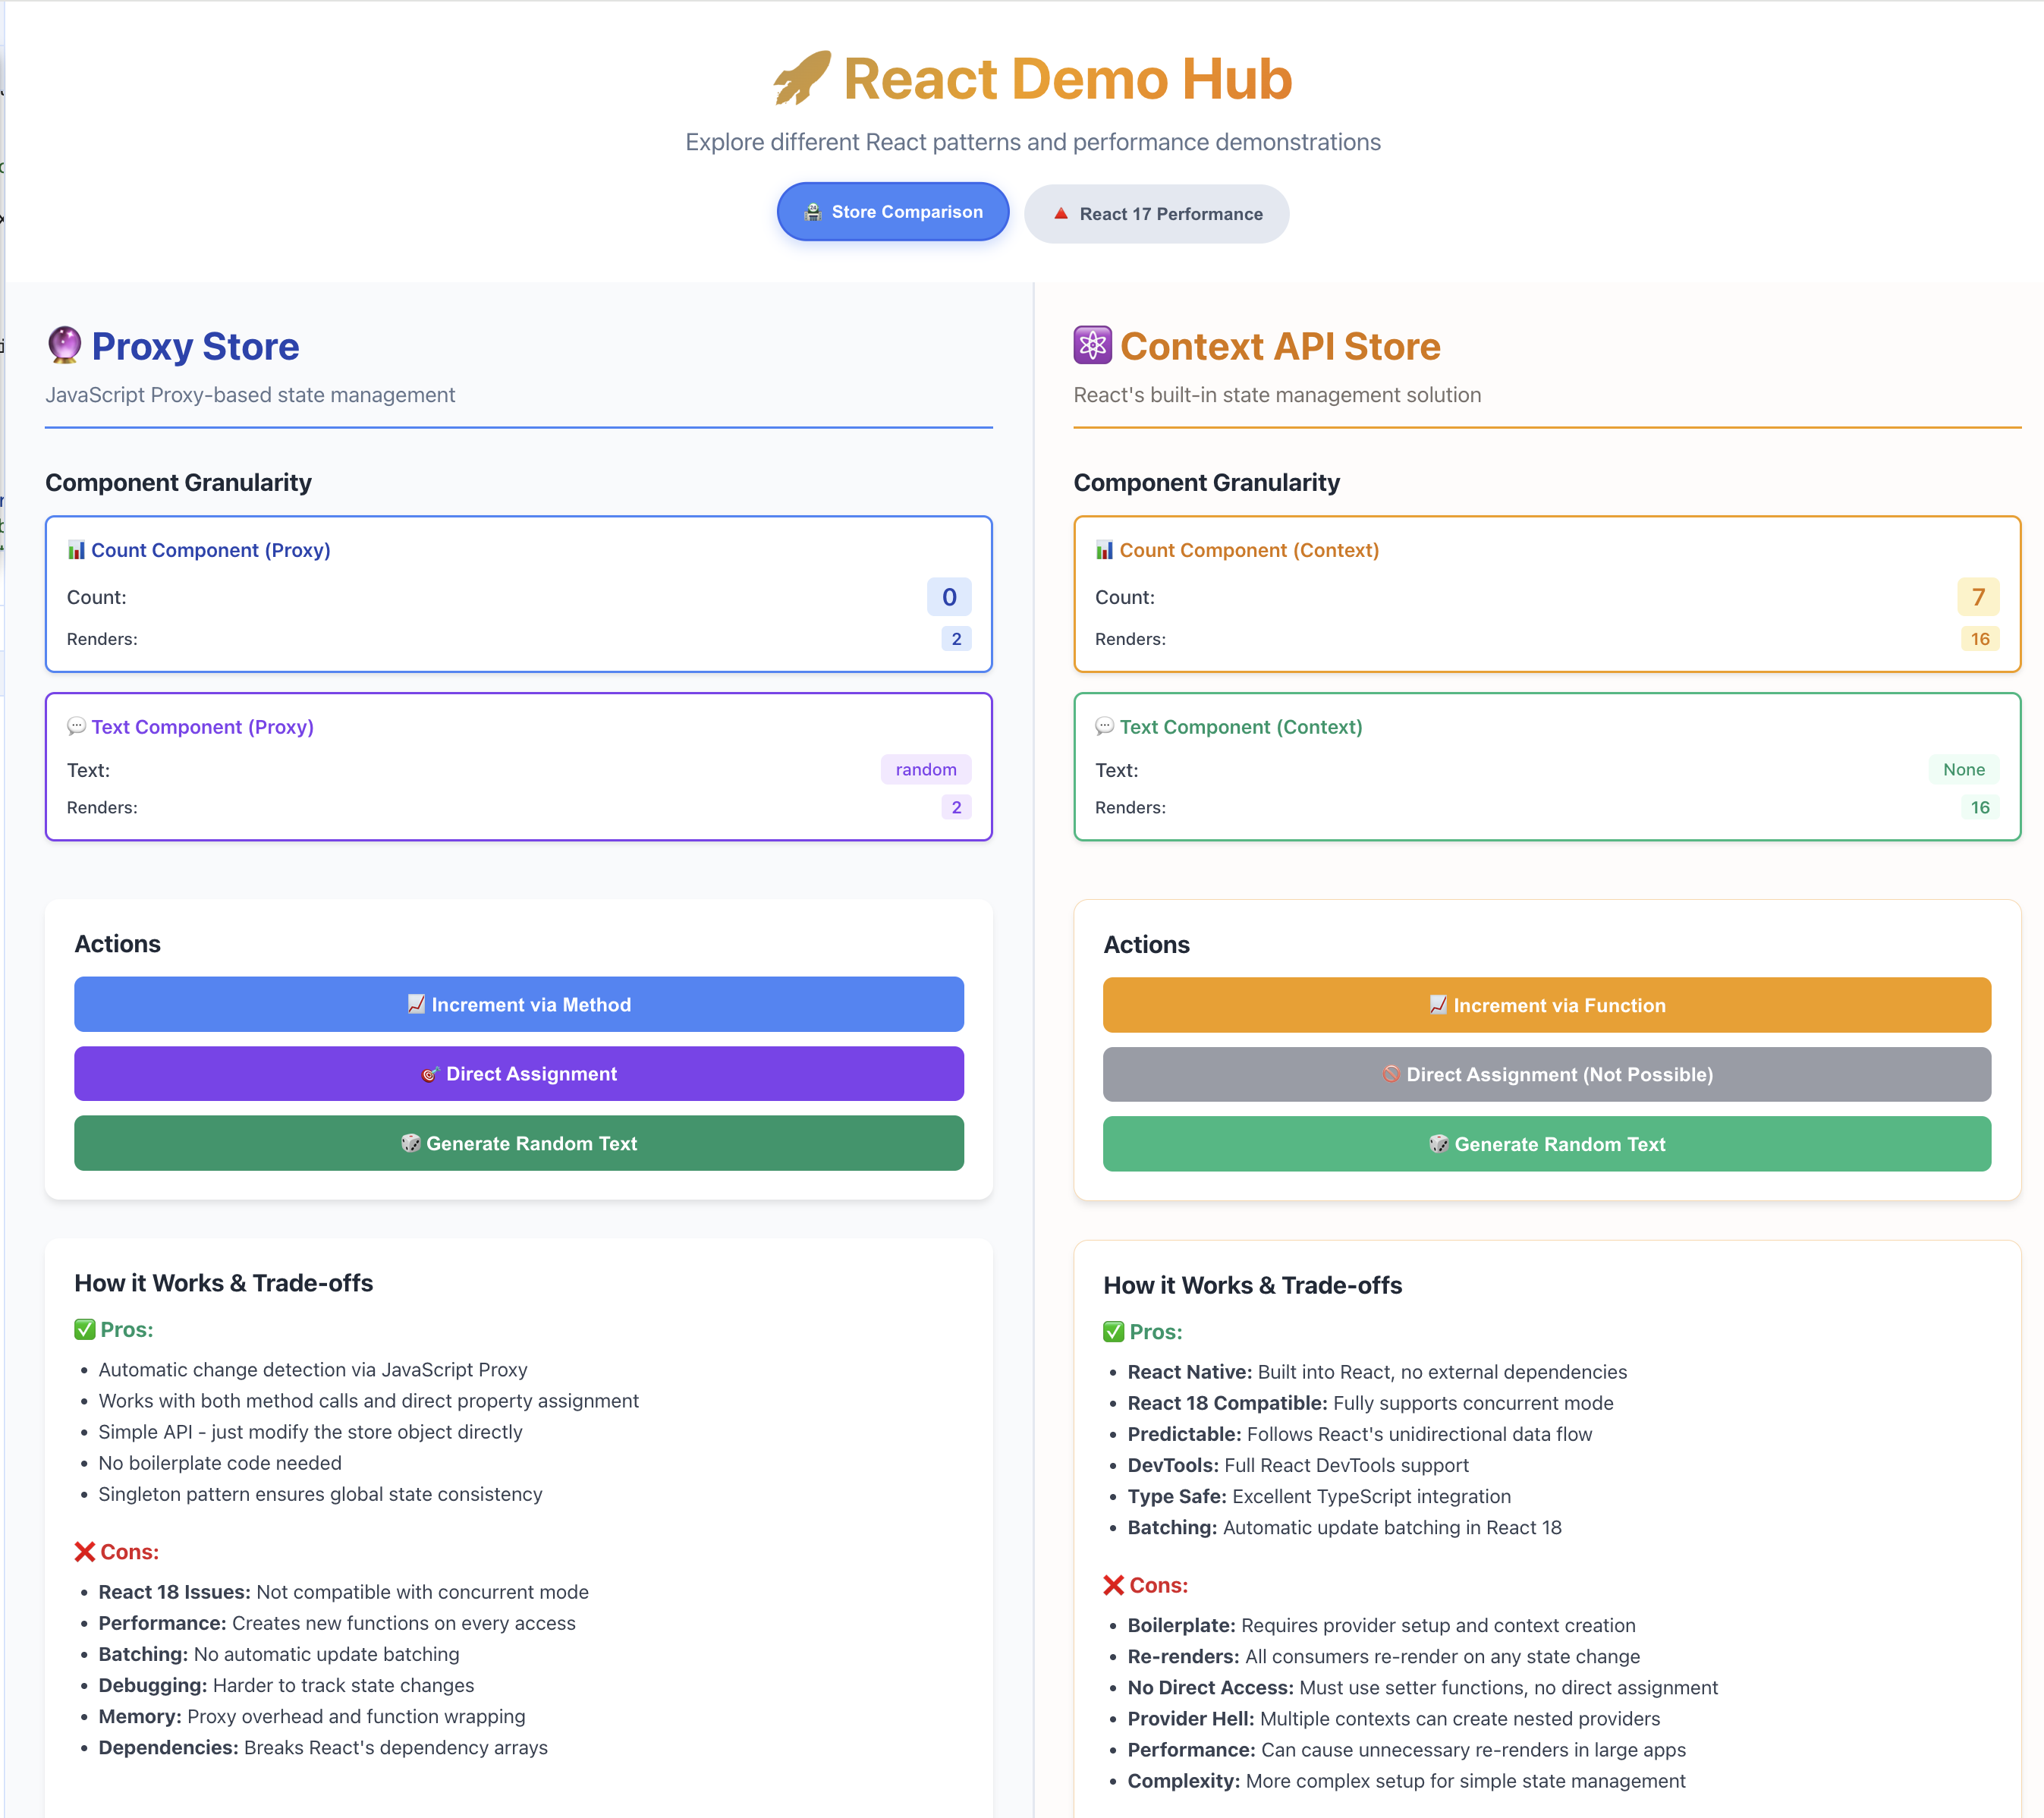 React Demo Hub
Explore different React patterns and performance demonstrations
Store Comparison
React 17 Performance
Proxy Store
JavaScript Proxy-based state management
Component Granularity
Count Component (Proxy)
Count:
0
Renders:
2
Text Component (Proxy)
Text:
random
Renders:
2
Actions
Increment via Method
Direct Assignment
Generate Random Text
How it Works & Trade-offs
✅ Pros:
• Automatic change detection via JavaScript Proxy
• Works with both method calls and direct property assignment
• Simple API - just modify the store object directly
• No boilerplate code needed
• Singleton pattern ensures global state consistency
❌ Cons:
• React 18 Issues: Not compatible with concurrent mode
• Performance: Creates new functions on every access
• Batching: No automatic update batching
• Debugging: Harder to track state changes
• Memory: Proxy overhead and function wrapping
• Dependencies: Breaks React's dependency arrays
Context API Store
React's built-in state management solution
Component Granularity
Count Component (Context)
Count:
7
Renders:
16
Text Component (Context)
Text:
None
Renders:
16
Actions
Increment via Function
Direct Assignment (Not Possible)
Generate Random Text
How it Works & Trade-offs
✅ Pros:
• React Native: Built into React, no external dependencies
• React 18 Compatible: Fully supports concurrent mode
• Predictable: Follows React's unidirectional data flow
• DevTools: Full React DevTools support
• Type Safe: Excellent TypeScript integration
• Batching: Automatic update batching in React 18
❌ Cons:
• Boilerplate: Requires provider setup and context creation
• Re-renders: All consumers re-render on any state change
• No Direct Access: Must use setter functions, no direct assignment
• Provider Hell: Multiple contexts can create nested providers
• Performance: Can cause unnecessary re-renders in large apps
• Complexity: More complex setup for simple state management